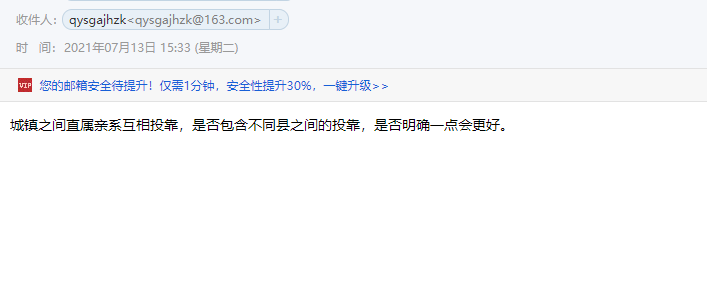 收件人：qysgajhzk<qysgajhzk@163.com> +
时 间：2021年07月13日 15:33 (星期二)
VIP 您的邮箱安全待提升！仅需1分钟，安全性提升30%，一键升级>>
城镇之间直属亲系互相投靠，是否包含不同县之间的投靠，是否明确一点会更好。